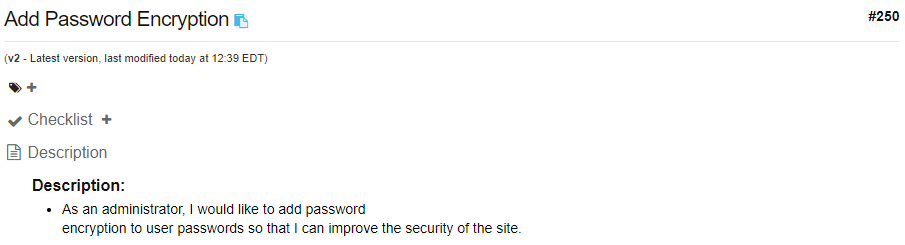 Add Password Encryption #250
(v2 - Latest version, last modified today at 12:39 EDT)
Checklist
Description
Description:
• As an administrator, I would like to add password
encryption to user passwords so that I can improve the security of the site.